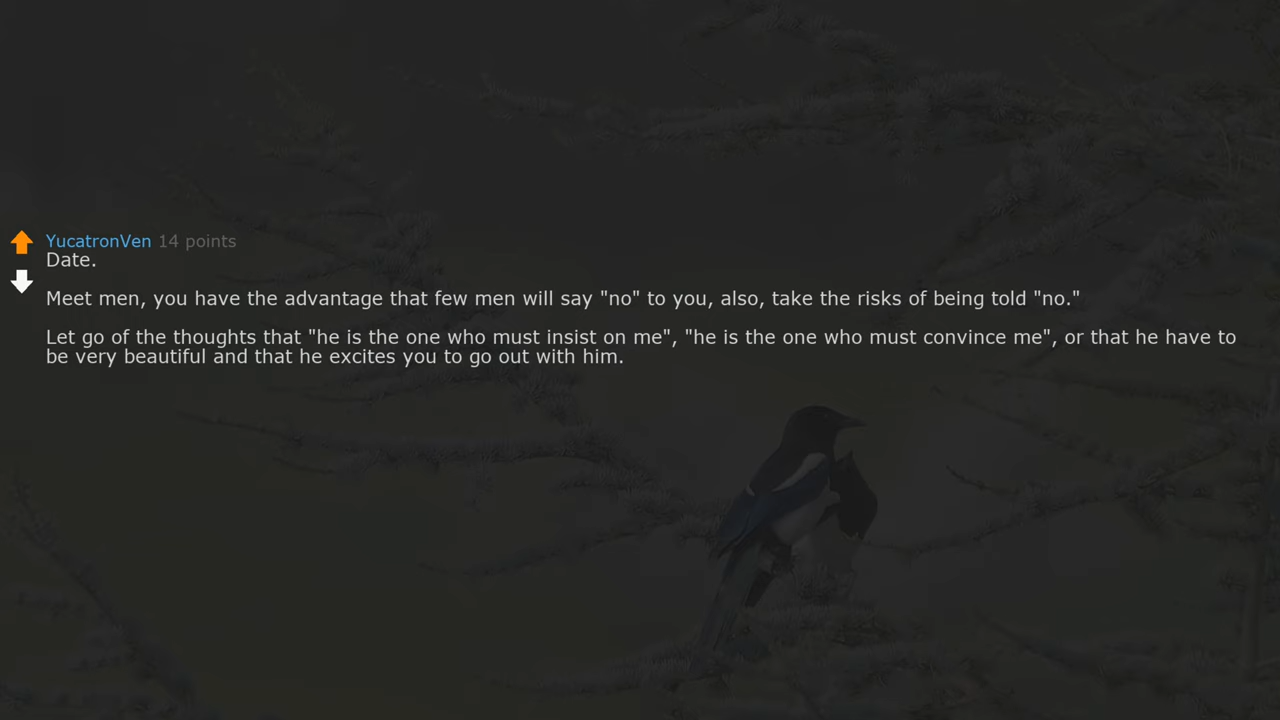 YucatronVen 14 points
Date.
Meet men, you have the advantage that few men will say "no" to you, also, take the risks of being told "no."
Let go of the thoughts that "he is the one who must insist on me", "he is the one who must convince me", or that he have to
be very beautiful and that he excites you to go out with him.